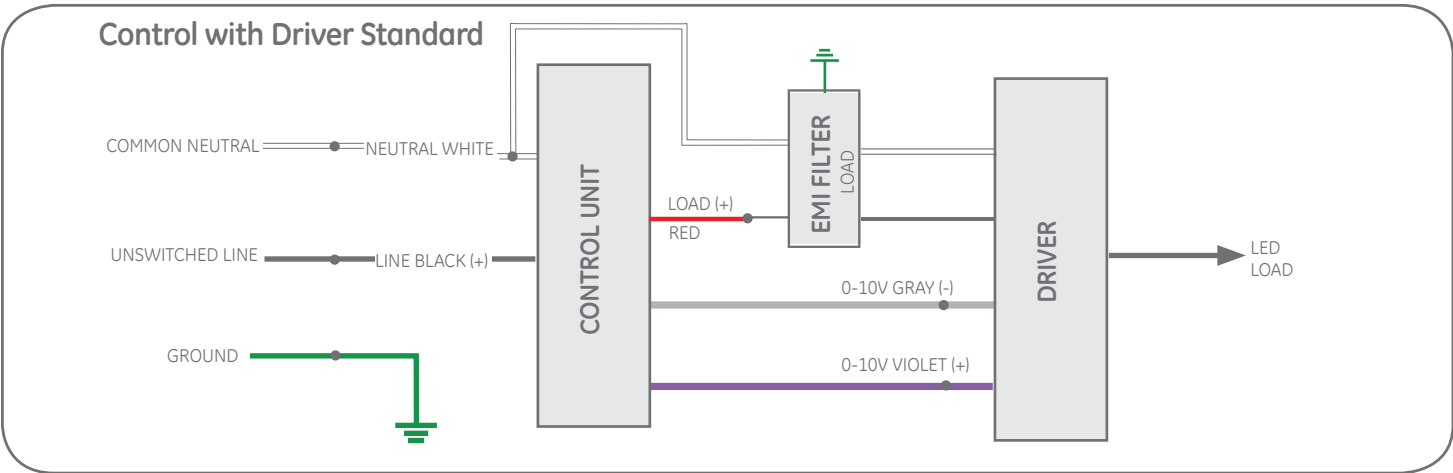 Control with Driver Standard
COMMON NEUTRAL
NEUTRAL WHITE
UNSWITCHED LINE
LINE BLACK (+)
GROUND
CONTROL UNIT
LOAD (+)
RED
EMI FILTER
LOAD
0-10V GRAY (-)
0-10V VIOLET (+)
DRIVER
LED
LOAD